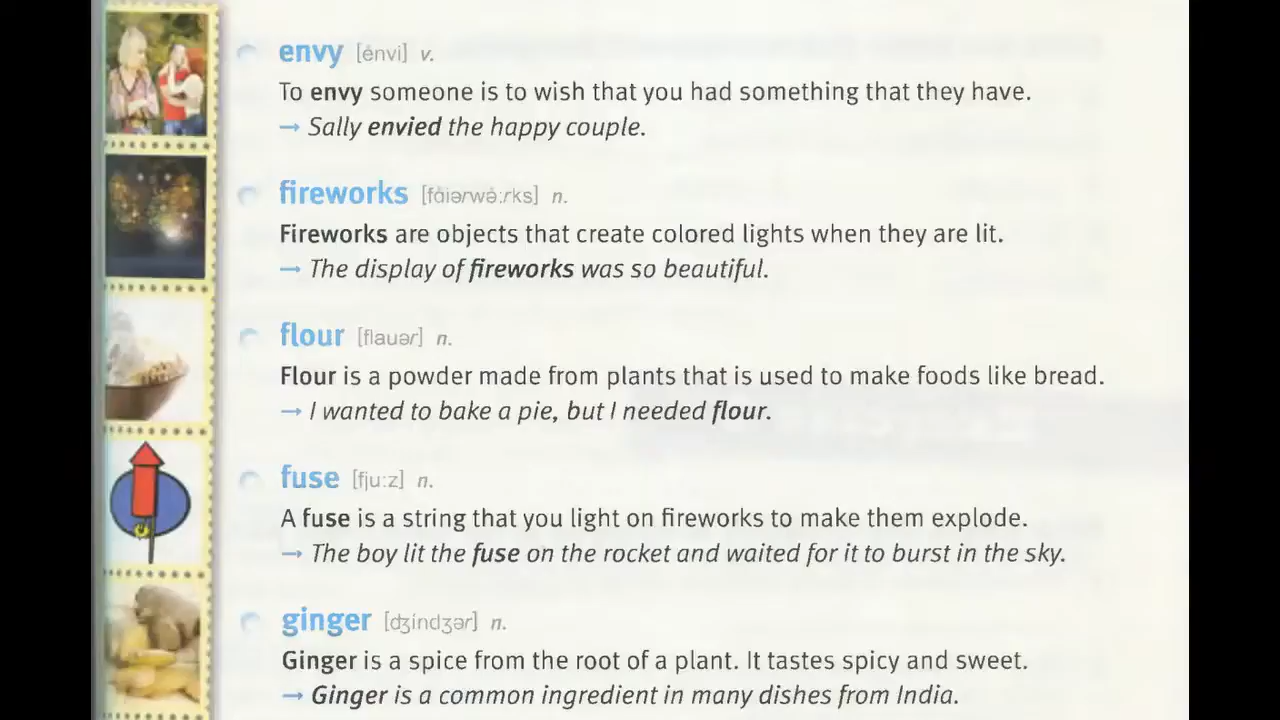 envy [énvi] v.
To envy someone is to wish that you had something that they have.
→ Sally envied the happy couple.
fireworks [fáiərwə̀ːrks] n.
Fireworks are objects that create colored lights when they are lit.
→ The display of fireworks was so beautiful.
flour [flauər] n.
Flour is a powder made from plants that is used to make foods like bread.
→ I wanted to bake a pie, but I needed flour.
fuse [fjuːz] n.
A fuse is a string that you light on fireworks to make them explode.
→ The boy lit the fuse on the rocket and waited for it to burst in the sky.
ginger [dʒíndʒər] n.
Ginger is a spice from the root of a plant. It tastes spicy and sweet.
→ Ginger is a common ingredient in many dishes from India.